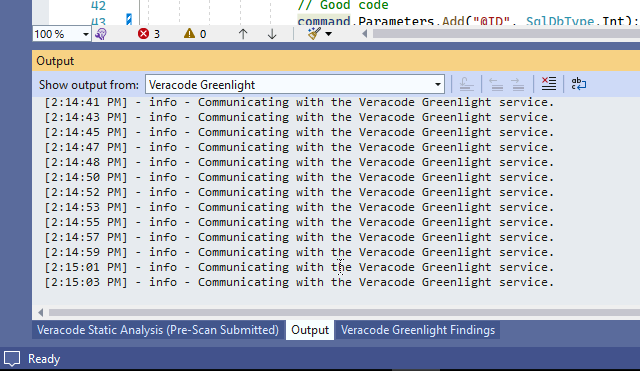 42
// Good code
43
command.Parameters.Add("@ID", SqlDbType.Int);
100 % 3 0
Output
Show output from: Veracode Greenlight
[2:14:41 PM] - info - Communicating with the Veracode Greenlight service.
[2:14:43 PM] - info - Communicating with the Veracode Greenlight service.
[2:14:45 PM] - info - Communicating with the Veracode Greenlight service.
[2:14:47 PM] - info - Communicating with the Veracode Greenlight service.
[2:14:48 PM] - info - Communicating with the Veracode Greenlight service.
[2:14:50 PM] - info - Communicating with the Veracode Greenlight service.
[2:14:52 PM] - info - Communicating with the Veracode Greenlight service.
[2:14:53 PM] - info - Communicating with the Veracode Greenlight service.
[2:14:55 PM] - info - Communicating with the Veracode Greenlight service.
[2:14:57 PM] - info - Communicating with the Veracode Greenlight service.
[2:14:59 PM] - info - Communicating with the Veracode Greenlight service.
[2:15:01 PM] - info - Communicating with the Veracode Greenlight service.
[2:15:03 PM] - info - Communicating with the Veracode Greenlight service.
Veracode Static Analysis (Pre-Scan Submitted) Output Veracode Greenlight Findings
Ready